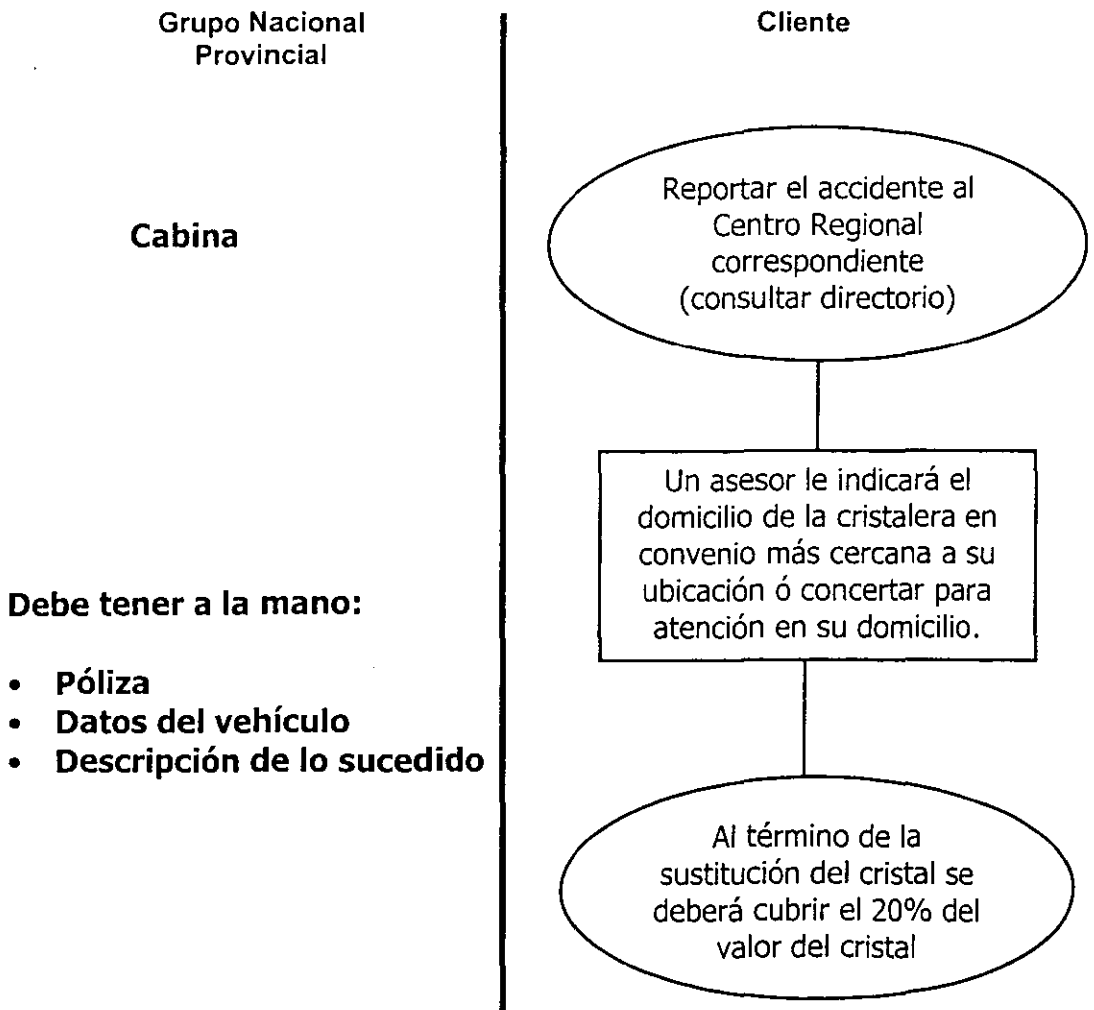 Grupo Nacional
Provincial
Cliente
Cabina
Reportar el accidente al
Centro Regional
correspondiente
(consultar directorio)
Un asesor le indicará el
domicilio de la cristalera en
convenio más cercana a su
ubicación ó concertar para
atención en su domicilio.
Debe tener a la mano:
• Póliza
• Datos del vehículo
• Descripción de lo sucedido
Al término de la
sustitución del cristal se
deberá cubrir el 20% del
valor del cristal